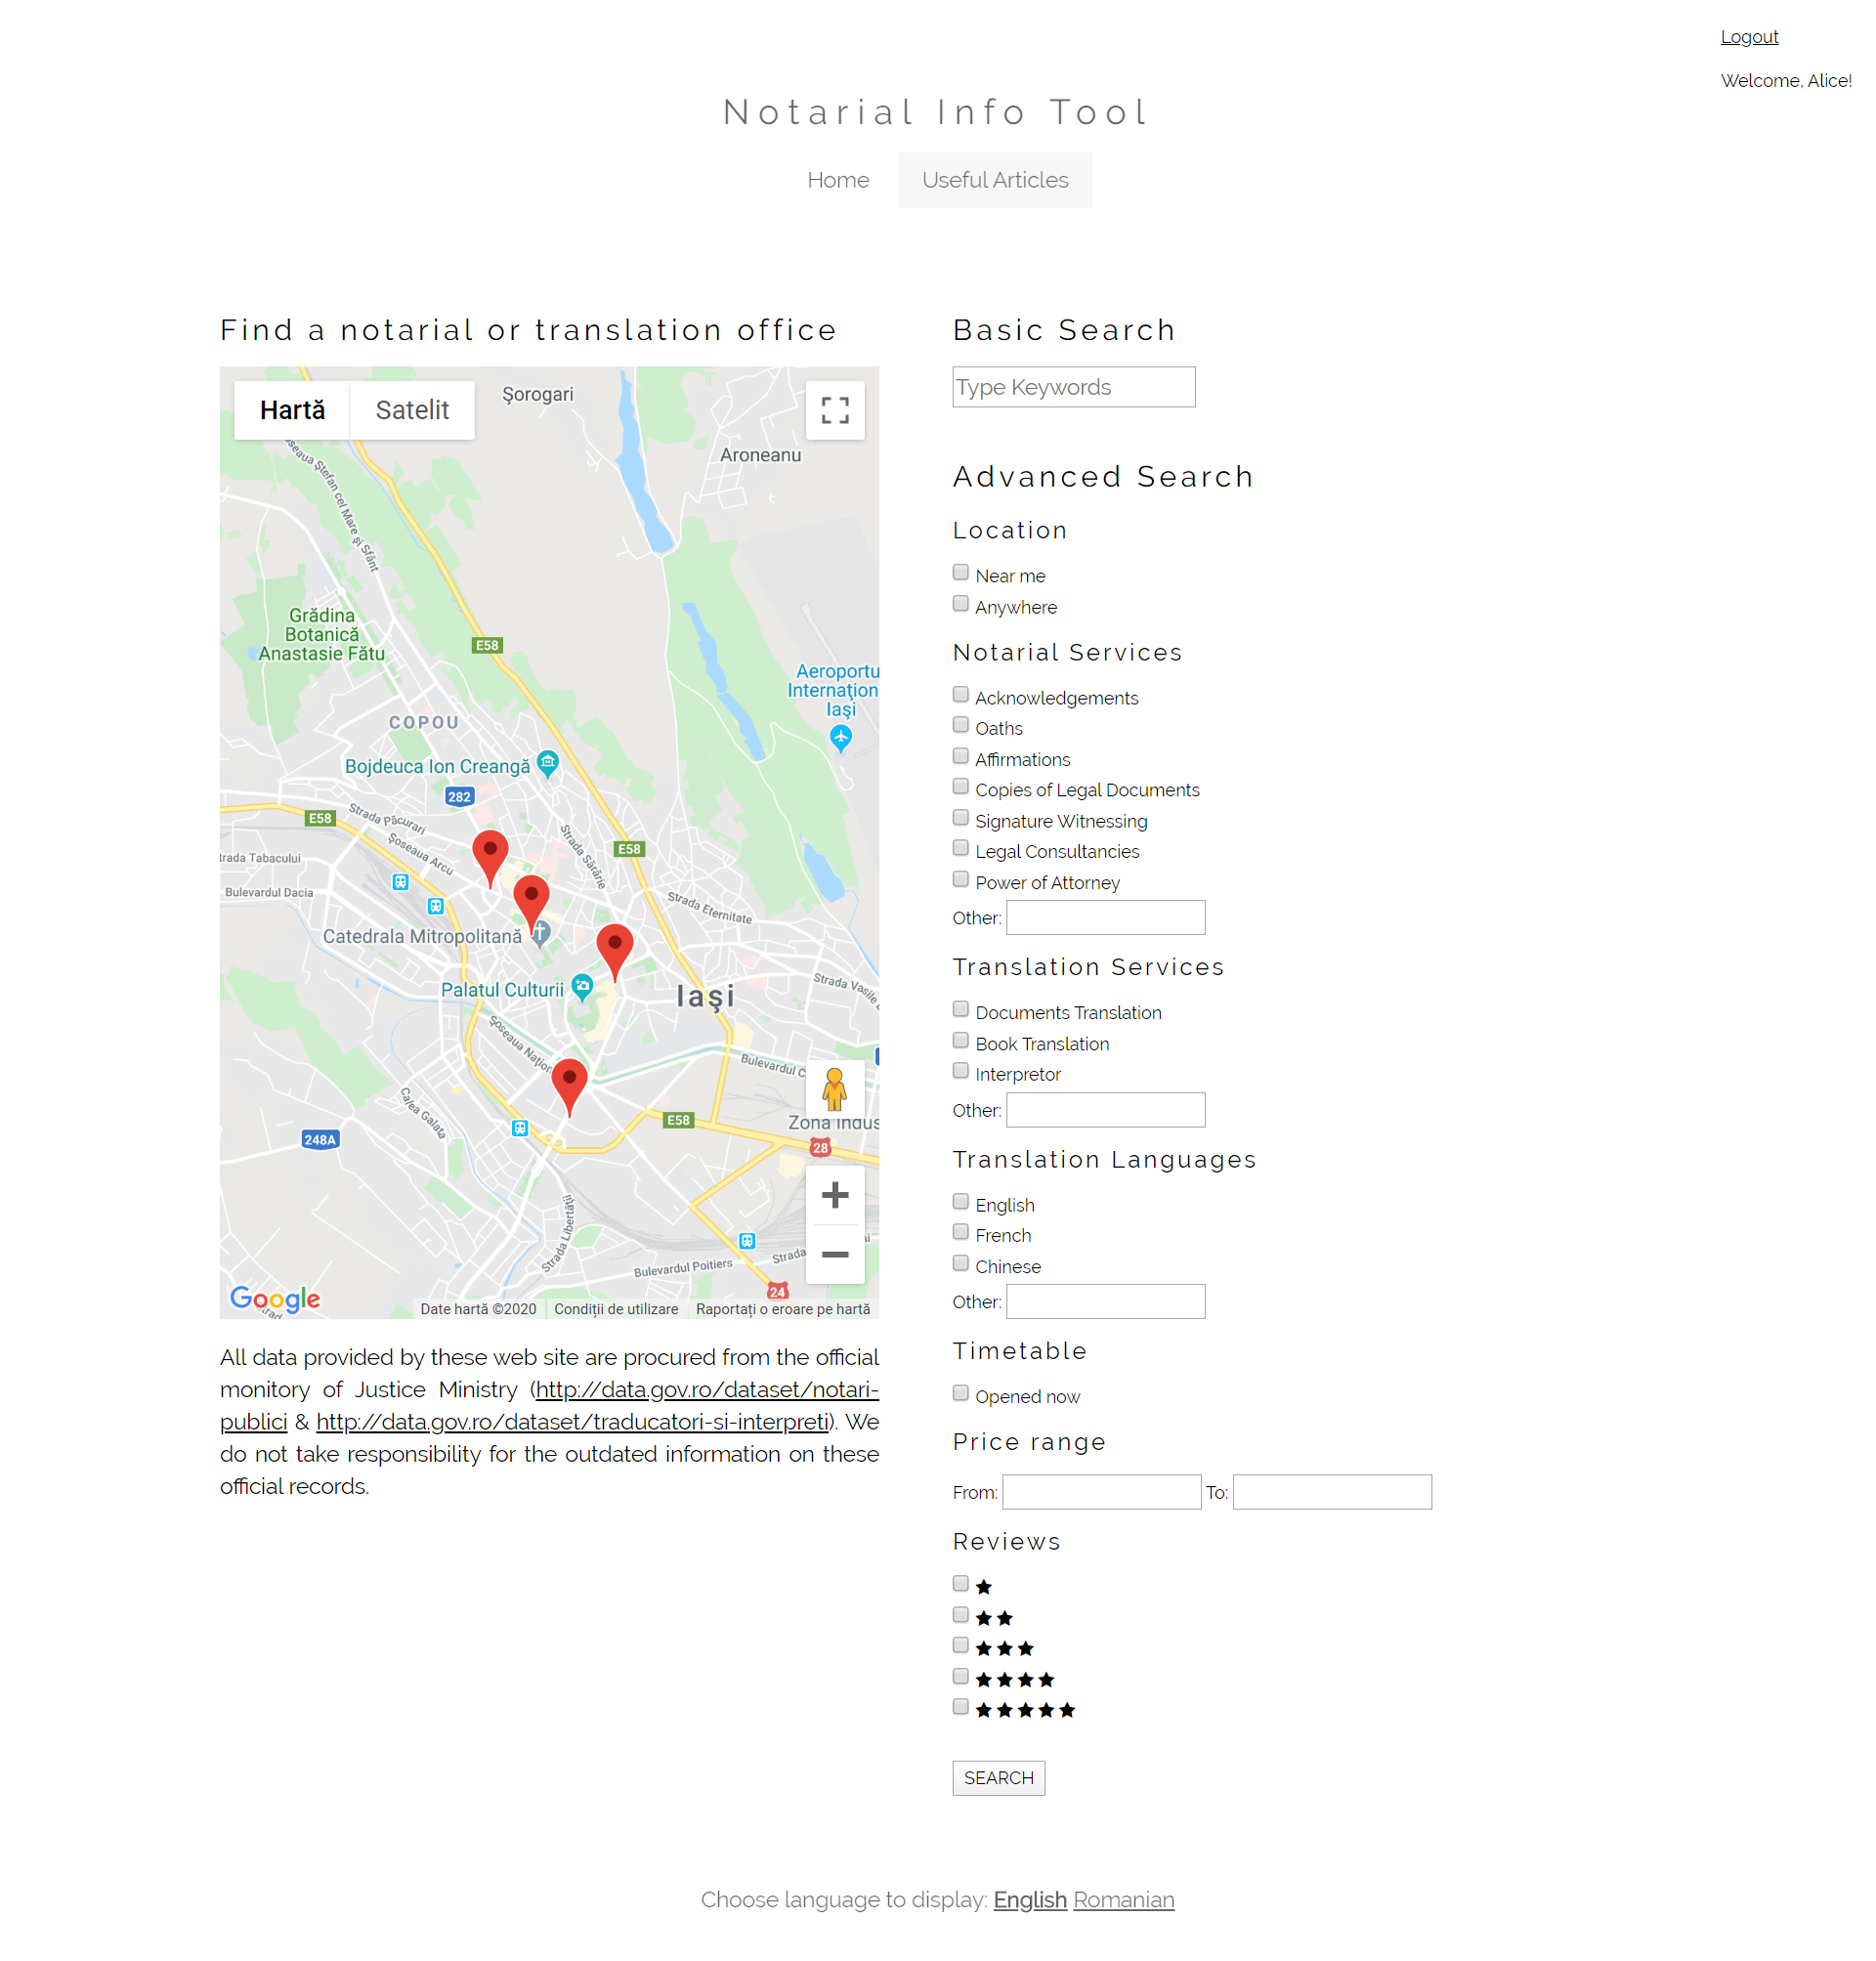 Logout
Welcome, Alice!
Notarial Info Tool
Home
Useful Articles
Find a notarial or translation office
Hartă
Satelit
Șorogari
Aroneanu
Șoseaua Ștefan cel Mare și Sfânt
Grădina
Botanică
Anastasie Fătu
E58
Aeroportu
Internațion
Iași
COPOU
Bojdeuca Ion Creangă
282
E58
Strada Păcurari
Șoseaua Arcu
Strada Sărărie
E58
trada Tabacului
Bulevardul Dacia
Strada Eternitate
Catedrala Mitropolitană
Strada Vasile
Palatul Culturii
Iași
Șoseaua Națion
Bulevardul C
Calea Galata
E58
Zona Indus
248A
28
Strada Libertății
Strada
Bulevardul Poitiers
24
Google
Date hartă ©2020
Condiții de utilizare
Raportați o eroare pe hartă
All data provided by these web site are procured from the official
monitory of Justice Ministry (http://data.gov.ro/dataset/notari-
publici & http://data.gov.ro/dataset/traducatori-si-interpreti). We
do not take responsibility for the outdated information on these
official records.
Basic Search
Type Keywords
Advanced Search
Location
Near me
Anywhere
Notarial Services
Acknowledgements
Oaths
Affirmations
Copies of Legal Documents
Signature Witnessing
Legal Consultancies
Power of Attorney
Other:
Translation Services
Documents Translation
Book Translation
Interpretor
Other:
Translation Languages
English
French
Chinese
Other:
Timetable
Opened now
Price range
From: To:
Reviews
SEARCH
Choose language to display: English Romanian